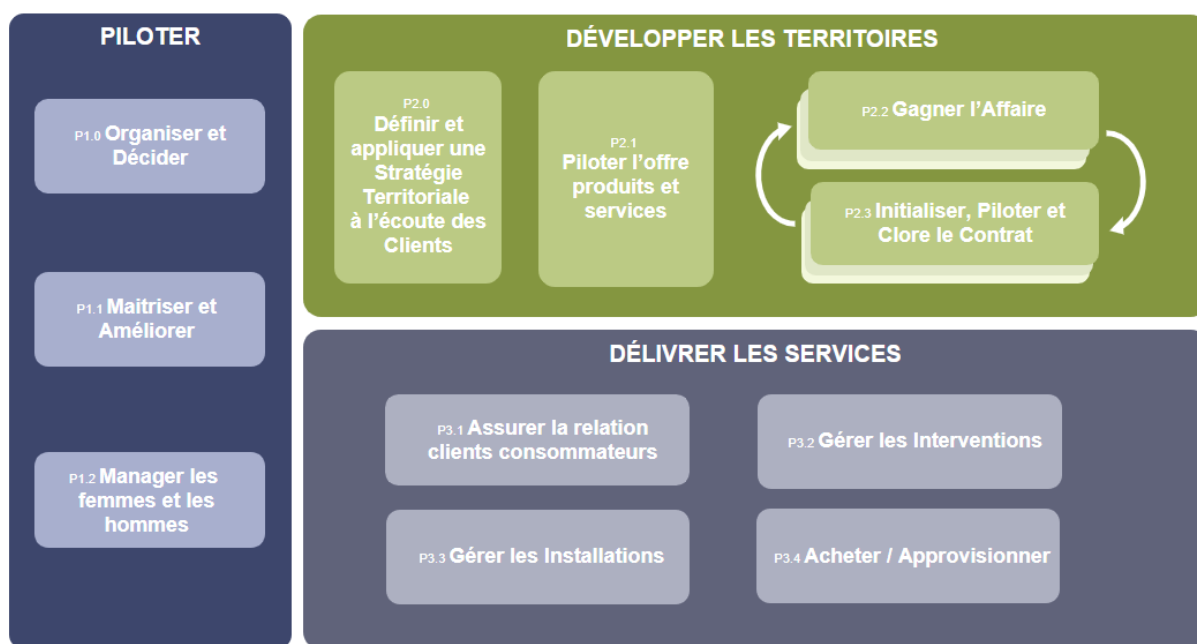 PILOTER
P1.0 Organiser et
Décider
P1.1 Maitriser et
Améliorer
P1.2 Manager les
femmes et les
hommes
DÉVELOPPER LES TERRITOIRES
P2.0
Définir et
appliquer une
Stratégie
Territoriale
à l'écoute des
Clients
P2.1
Piloter l'offre
produits et
services
P2.2 Gagner l'Affaire
P2.3 Initialiser, Piloter et
Clore le Contrat
DÉLIVRER LES SERVICES
P3.1 Assurer la relation
clients consommateurs
P3.2 Gérer les Interventions
P3.3 Gérer les Installations
P3.4 Acheter / Approvisionner